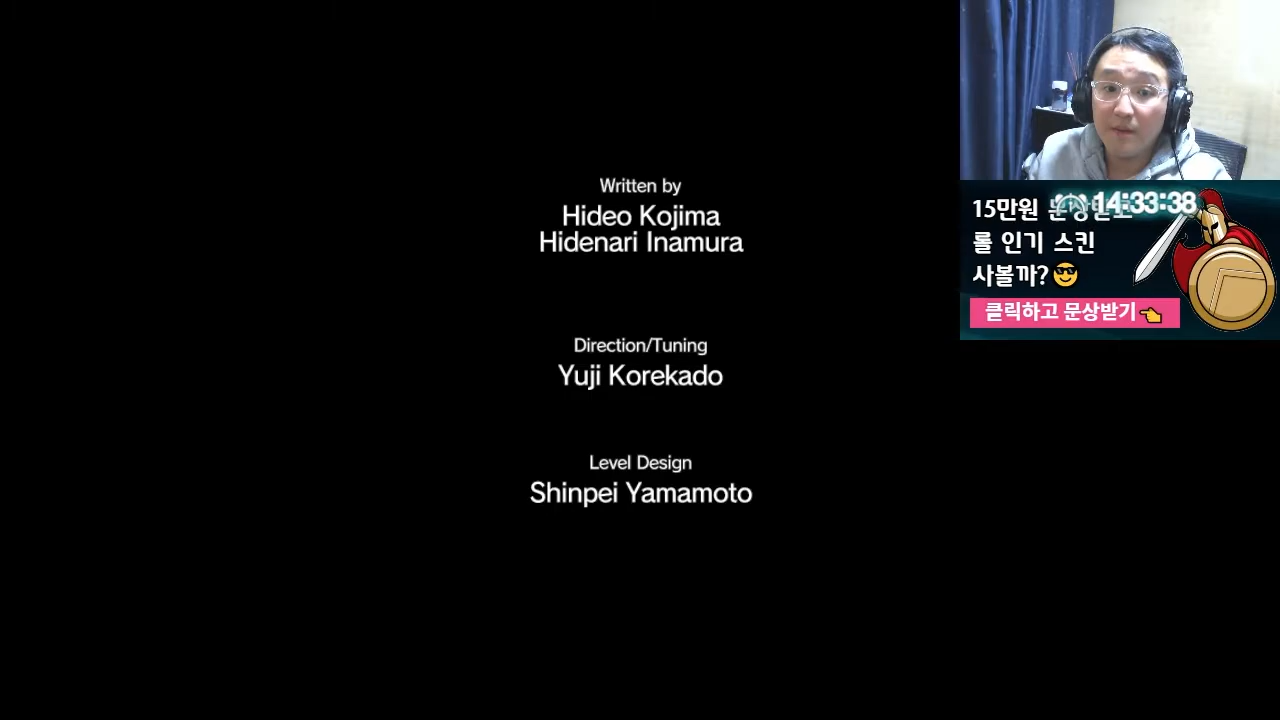 Written by
Hideo Kojima
Hidenari Inamura
Direction/Tuning
Yuji Korekado
Level Design
Shinpei Yamamoto
14:33:38
15만원
롤 인기 스킨
사볼까?😎
클릭하고 문상받기👈